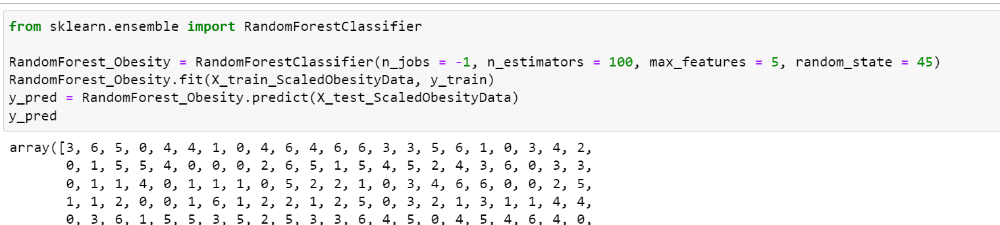 from sklearn.ensemble import RandomForestClassifier
RandomForest_Obesity = RandomForestClassifier(n_jobs = -1, n_estimators = 100, max_features = 5, random_state = 45)
RandomForest_Obesity.fit(X_train_ScaledObesityData, y_train)
y_pred = RandomForest_Obesity.predict(X_test_ScaledObesityData)
y_pred
array([3, 6, 5, 0, 4, 4, 1, 0, 4, 6, 4, 6, 6, 3, 3, 5, 6, 1, 0, 3, 4, 2,
0, 1, 5, 5, 4, 0, 0, 0, 2, 6, 5, 1, 5, 4, 5, 2, 4, 3, 6, 0, 3, 3,
0, 1, 1, 4, 0, 1, 1, 1, 0, 5, 2, 2, 1, 0, 3, 4, 6, 6, 0, 0, 2, 5,
1, 1, 2, 0, 0, 1, 6, 1, 2, 2, 1, 2, 5, 0, 3, 2, 1, 3, 1, 1, 4, 4,
0, 3, 6, 1, 5, 5, 3, 5, 2, 5, 3, 3, 6, 4, 5, 0, 4, 5, 4, 6, 4, 0,